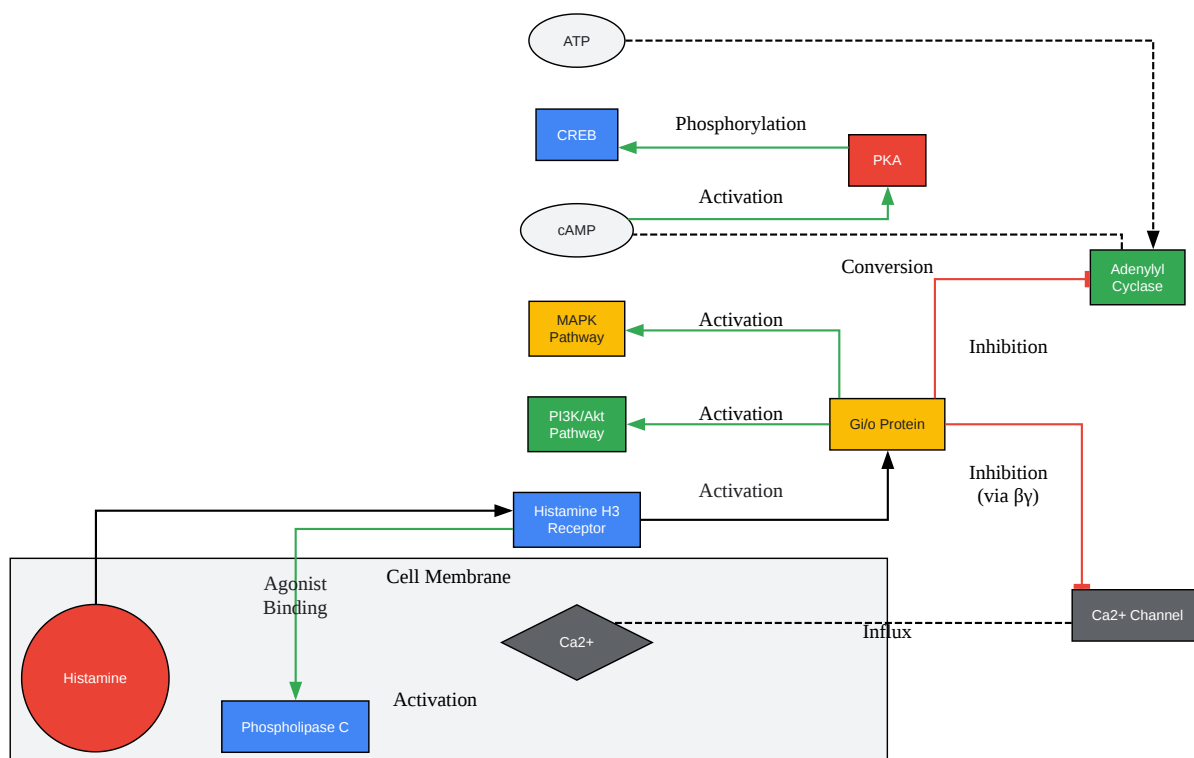 ATP
CREB
Phosphorylation
PKA
Activation
cAMP
Conversion
Adenylyl
Cyclase
MAPK
Pathway
Activation
Inhibition
PI3K/Akt
Pathway
Activation
Gi/o Protein
Inhibition
(via βγ)
Histamine H3
Receptor
Activation
Cell Membrane
Agonist
Binding
Ca2+
Influx
Ca2+ Channel
Histamine
Activation
Phospholipase C